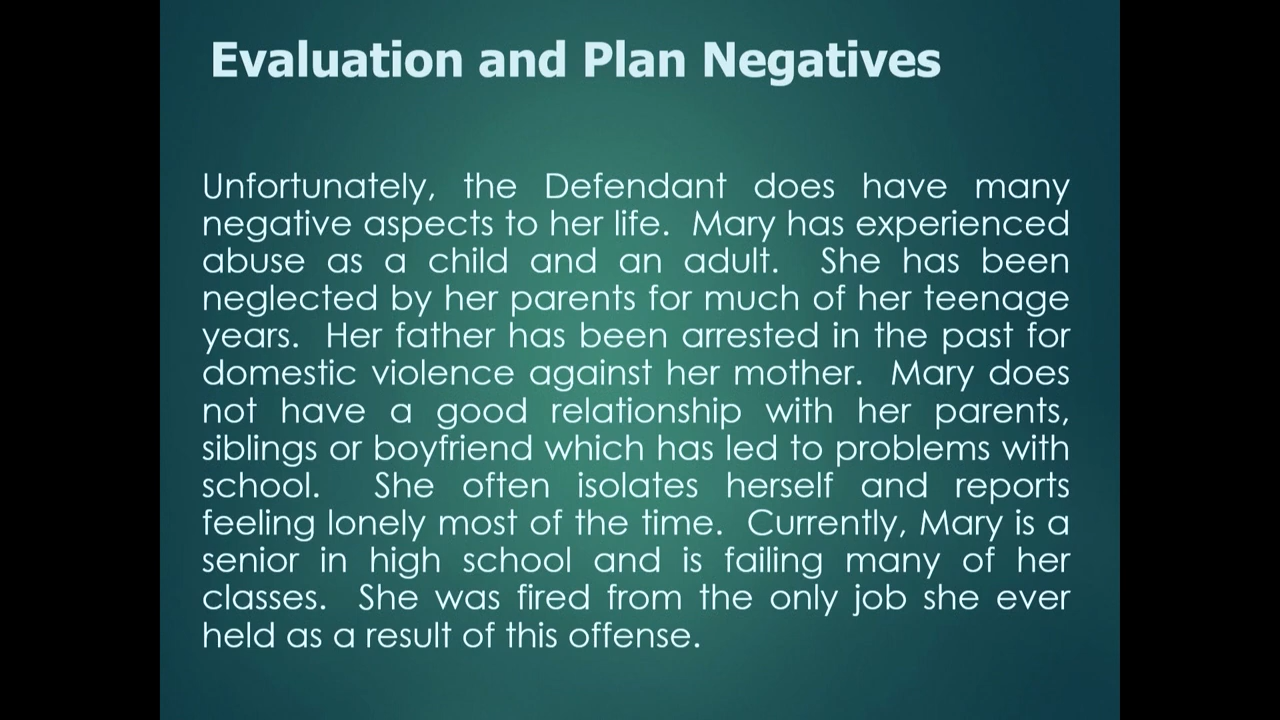 Evaluation and Plan Negatives
Unfortunately, the Defendant does have many
negative aspects to her life.  Mary has experienced
abuse as a child and an adult.  She has been
neglected by her parents for much of her teenage
years.  Her father has been arrested in the past for
domestic violence against her mother.  Mary does
not have a good relationship with her parents,
siblings or boyfriend which has led to problems with
school.  She often isolates herself and reports
feeling lonely most of the time.  Currently, Mary is a
senior in high school and is failing many of her
classes.  She was fired from the only job she ever
held as a result of this offense.